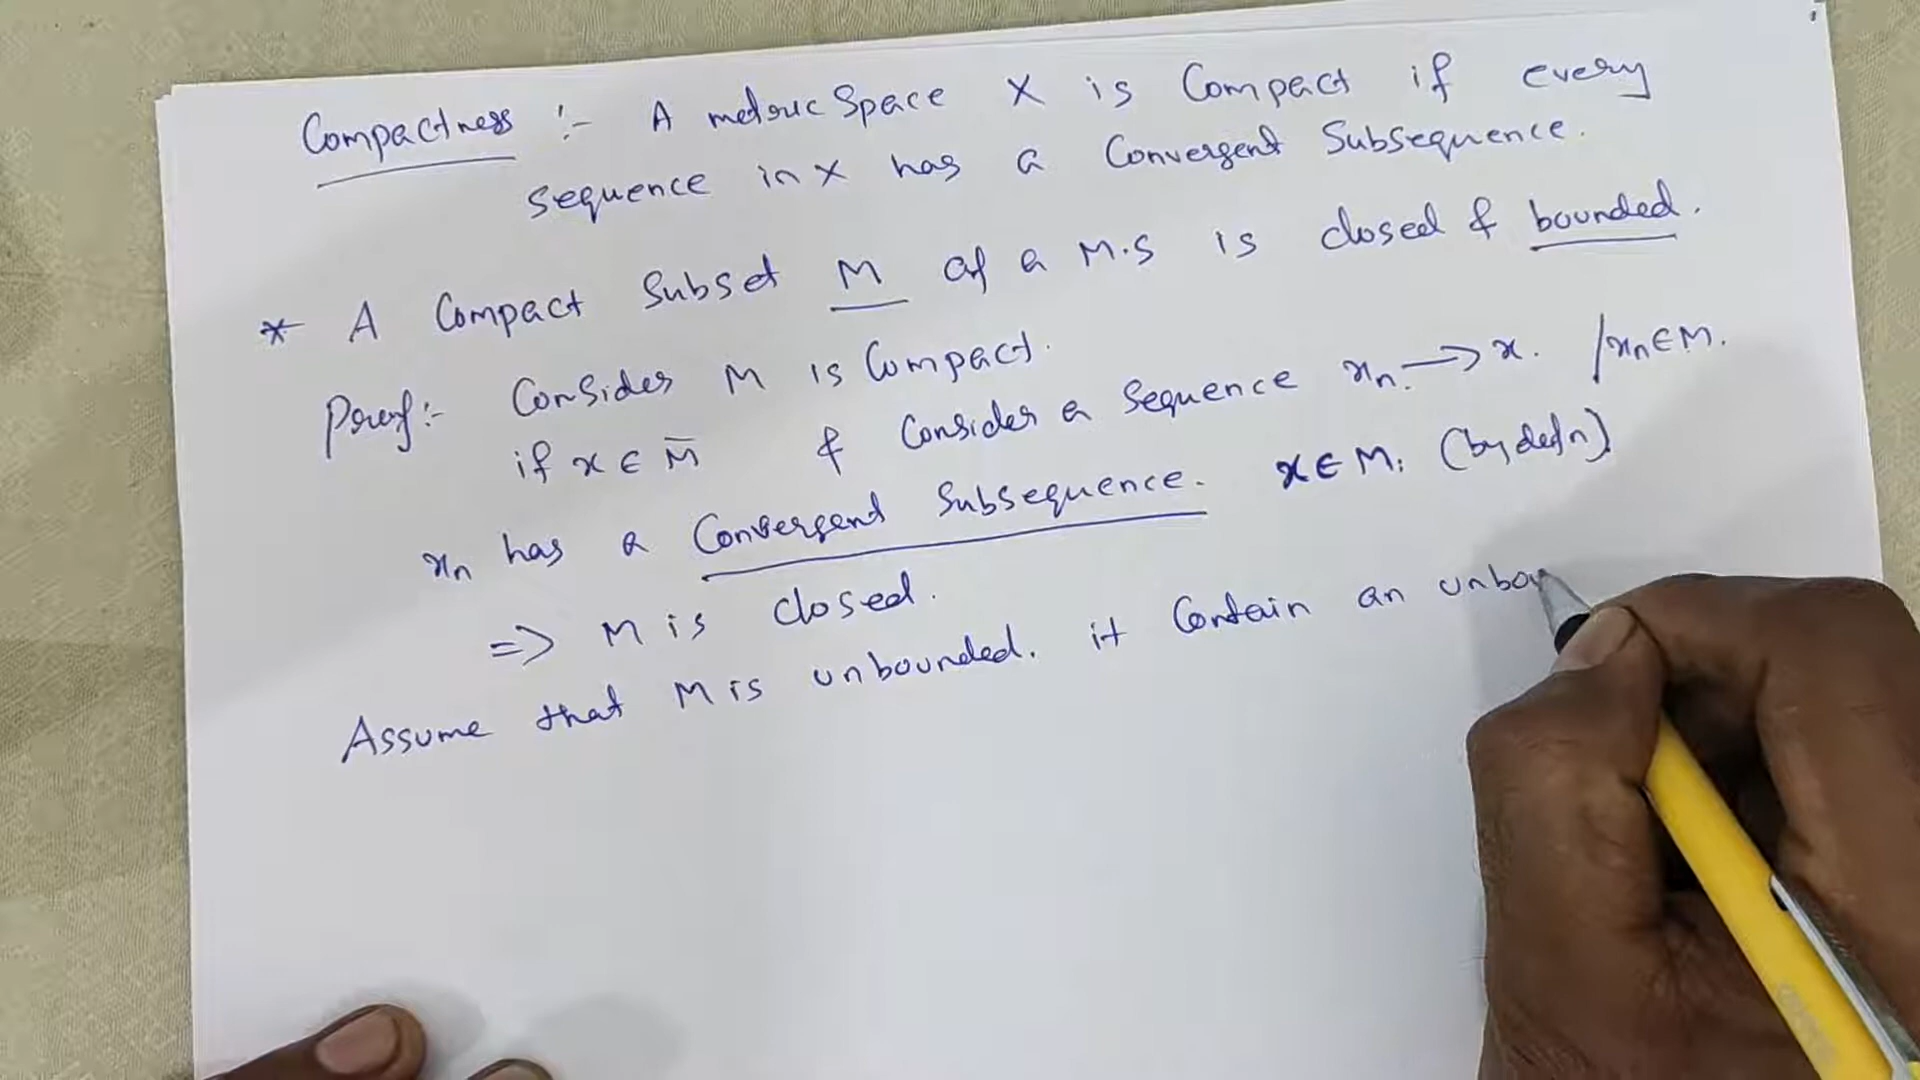 Compactness :- A metric Space X is Compact if every
sequence in X has a Convergent Subsequence.
* A Compact Subset M of a M.S is closed & bounded.
Proof:- Consider M is Compact.
if x ∈ M̄ & Consider a Sequence xₙ → x. / xₙ ∈ M.
xₙ has a Convergent Subsequence. x ∈ M. (by defn).
=> M is closed.
Assume that M is unbounded. it Contain an unbou